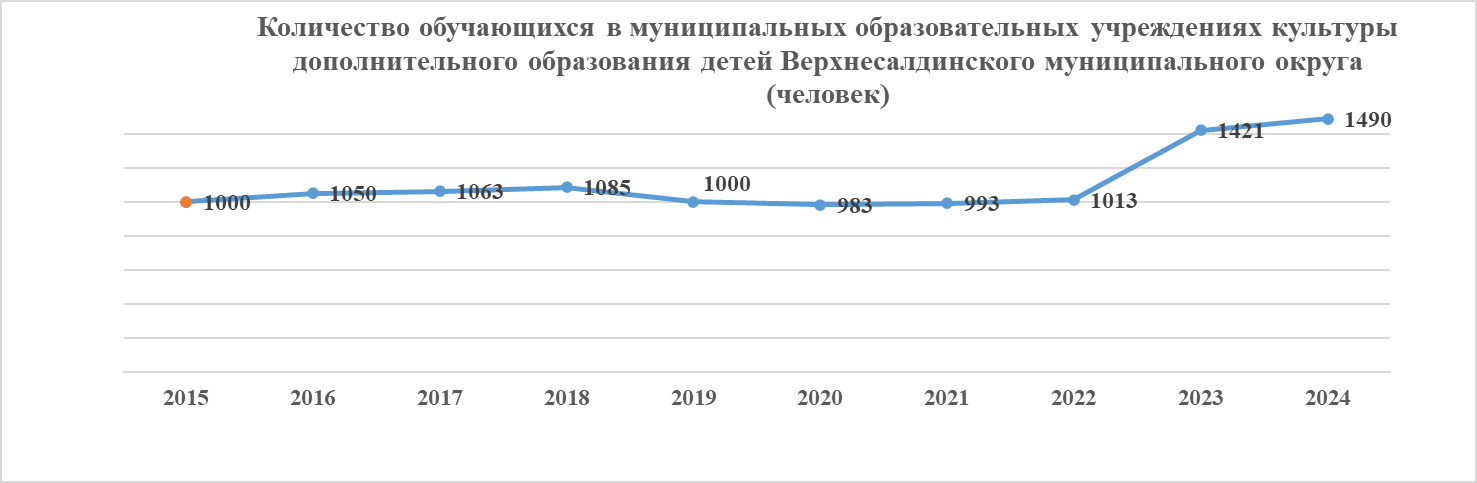 Количество обучающихся в муниципальных образовательных учреждениях культуры
дополнительного образования детей Верхнесалдинского муниципального округа
(человек)
1000 1050 1063 1085 1000 983 993 1013 1421 1490
2015 2016 2017 2018 2019 2020 2021 2022 2023 2024